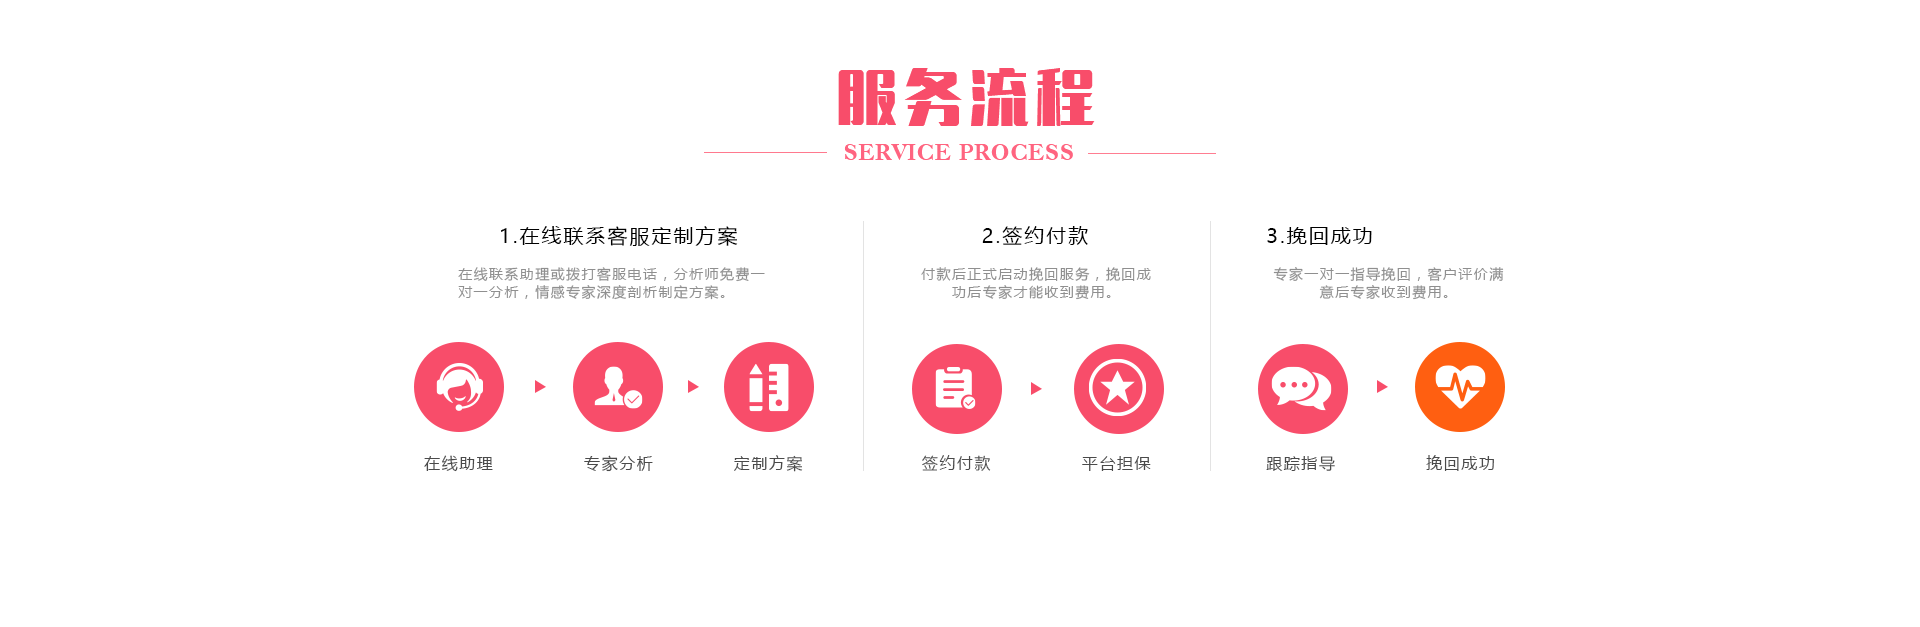 服务流程
SERVICE PROCESS
1.在线联系客服定制方案
在线联系助理或拨打客服电话，分析师免费一
对一分析，情感专家深度剖析制定方案。
在线助理
专家分析
定制方案
2.签约付款
付款后正式启动挽回服务，挽回成
功后专家才能收到费用。
签约付款
平台担保
3.挽回成功
专家一对一指导挽回，客户评价满
意后专家收到费用。
跟踪指导
挽回成功